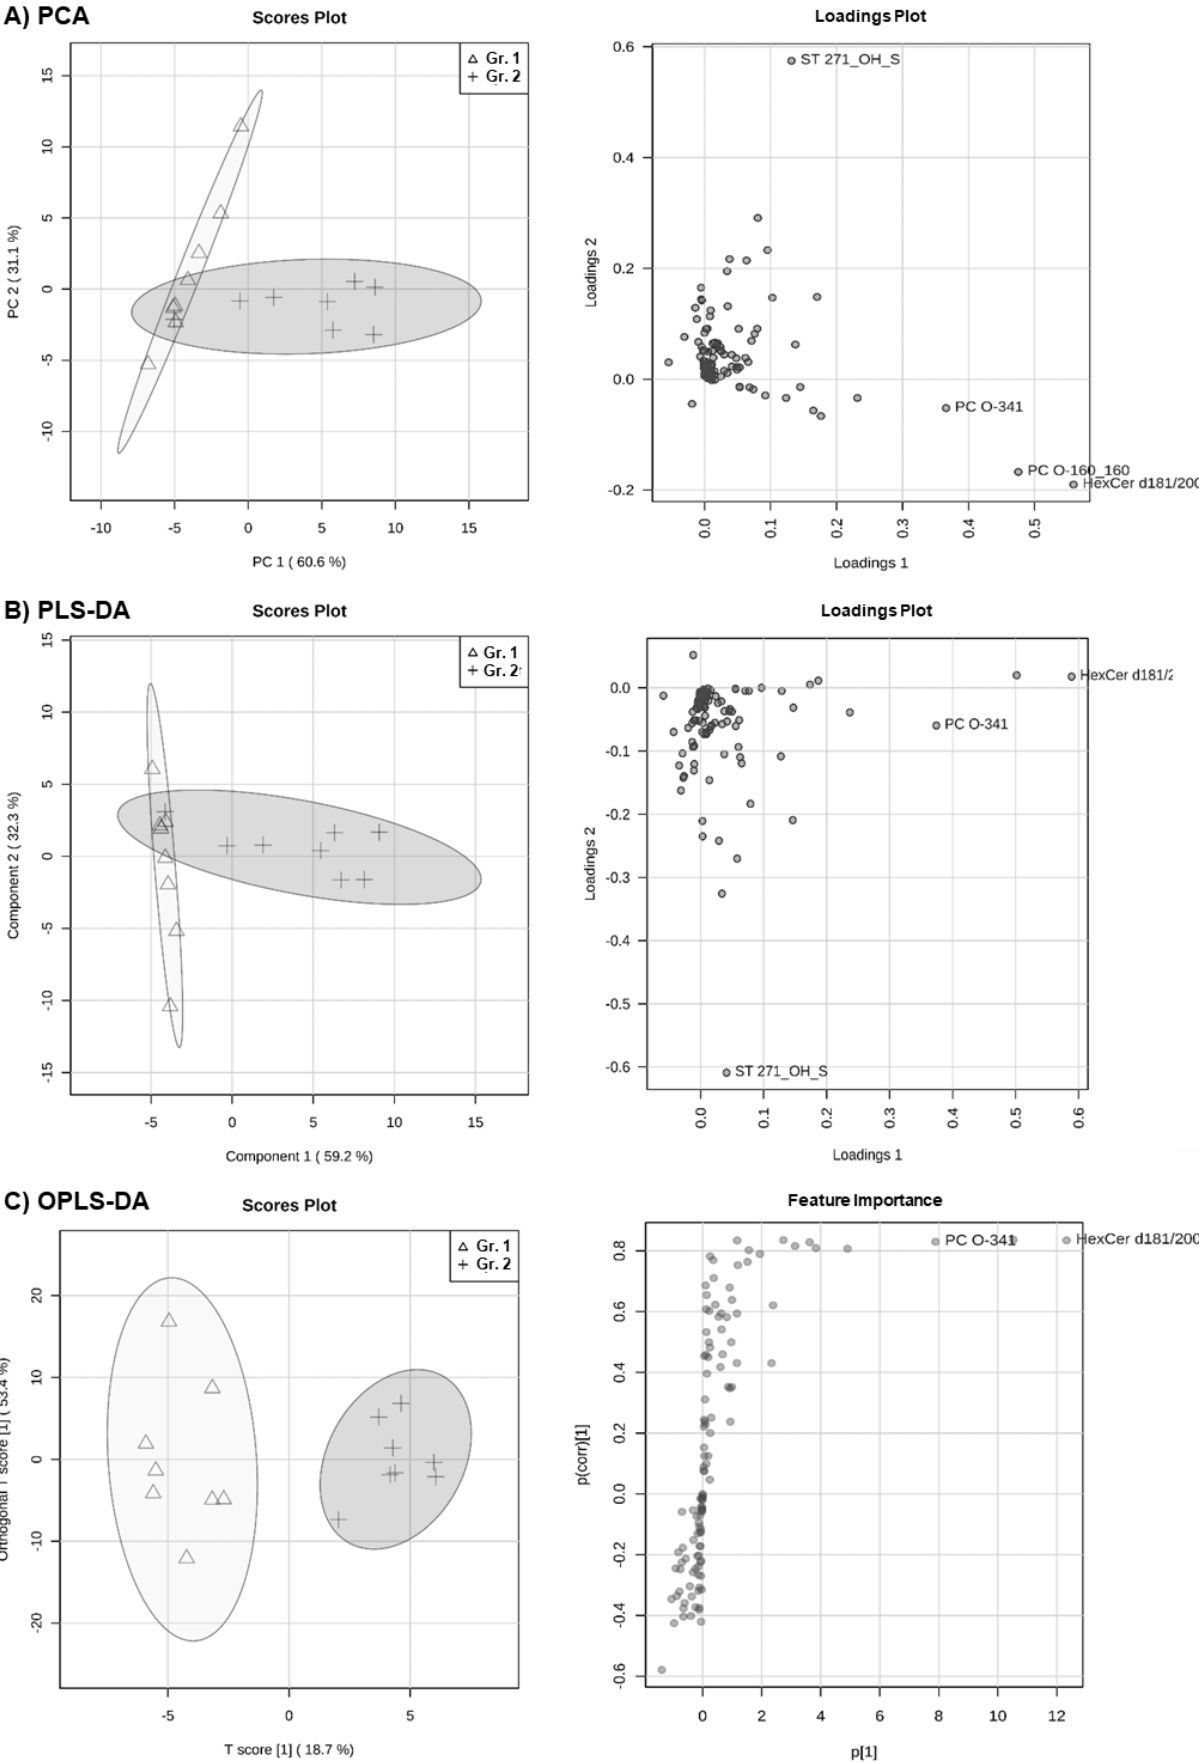 A) PCA
Scores Plot
Loadings Plot
Gr. 1
Gr. 2
15
10
5
0
-5
-10
PC 2 ( 31.1 %)
-10 -5 0 5 10 15
PC 1 ( 60.6 %)
0.6
0.4
0.2
0.0
-0.2
Loadings 2
ST 271_OH_S
PC O-341
PC O-160_160
HexCer d181/200
0.0 0.1 0.2 0.3 0.4 0.5
Loadings 1
B) PLS-DA
Scores Plot
Loadings Plot
Gr. 1
Gr. 2
15
10
5
0
-5
-10
-15
Component 2 ( 32.3 %)
-5 0 5 10 15
Component 1 ( 59.2 %)
0.0
-0.1
-0.2
-0.3
-0.4
-0.5
-0.6
Loadings 2
HexCer d181/2
PC O-341
ST 271_OH_S
0.0 0.1 0.2 0.3 0.4 0.5 0.6
Loadings 1
C) OPLS-DA
Scores Plot
Feature Importance
Gr. 1
Gr. 2
20
10
0
-10
-20
Orthogonal T score [1] ( 53.4 %)
-5 0 5
T score [1] ( 18.7 %)
0.8
0.6
0.4
0.2
0.0
-0.2
-0.4
-0.6
p(corr)[1]
PC O-341
HexCer d181/200
0 2 4 6 8 10 12
p[1]